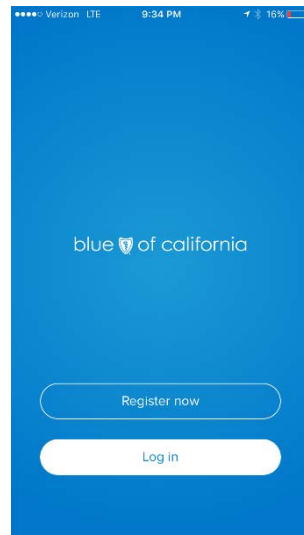 Verizon LTE 9:34 PM 16%
blue of california
Register now
Log in